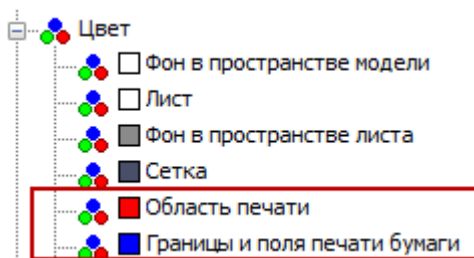 Цвет
Фон в пространстве модели
Лист
Фон в пространстве листа
Сетка
Область печати
Границы и поля печати бумаги